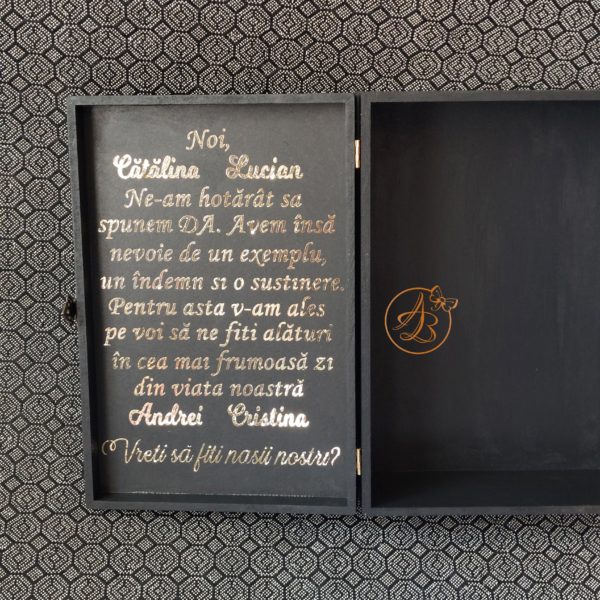 Noi,
Cătălina Lucian
Ne-am hotărât sa
spunem DA. Avem însă
nevoie de un exemplu,
un îndemn si o sustinere.
Pentru asta v-am ales
pe voi să ne fiti alături
în cea mai frumoasă zi
din viata noastră
Andrei Cristina
Vreti să fiti nasii nostri?
AB